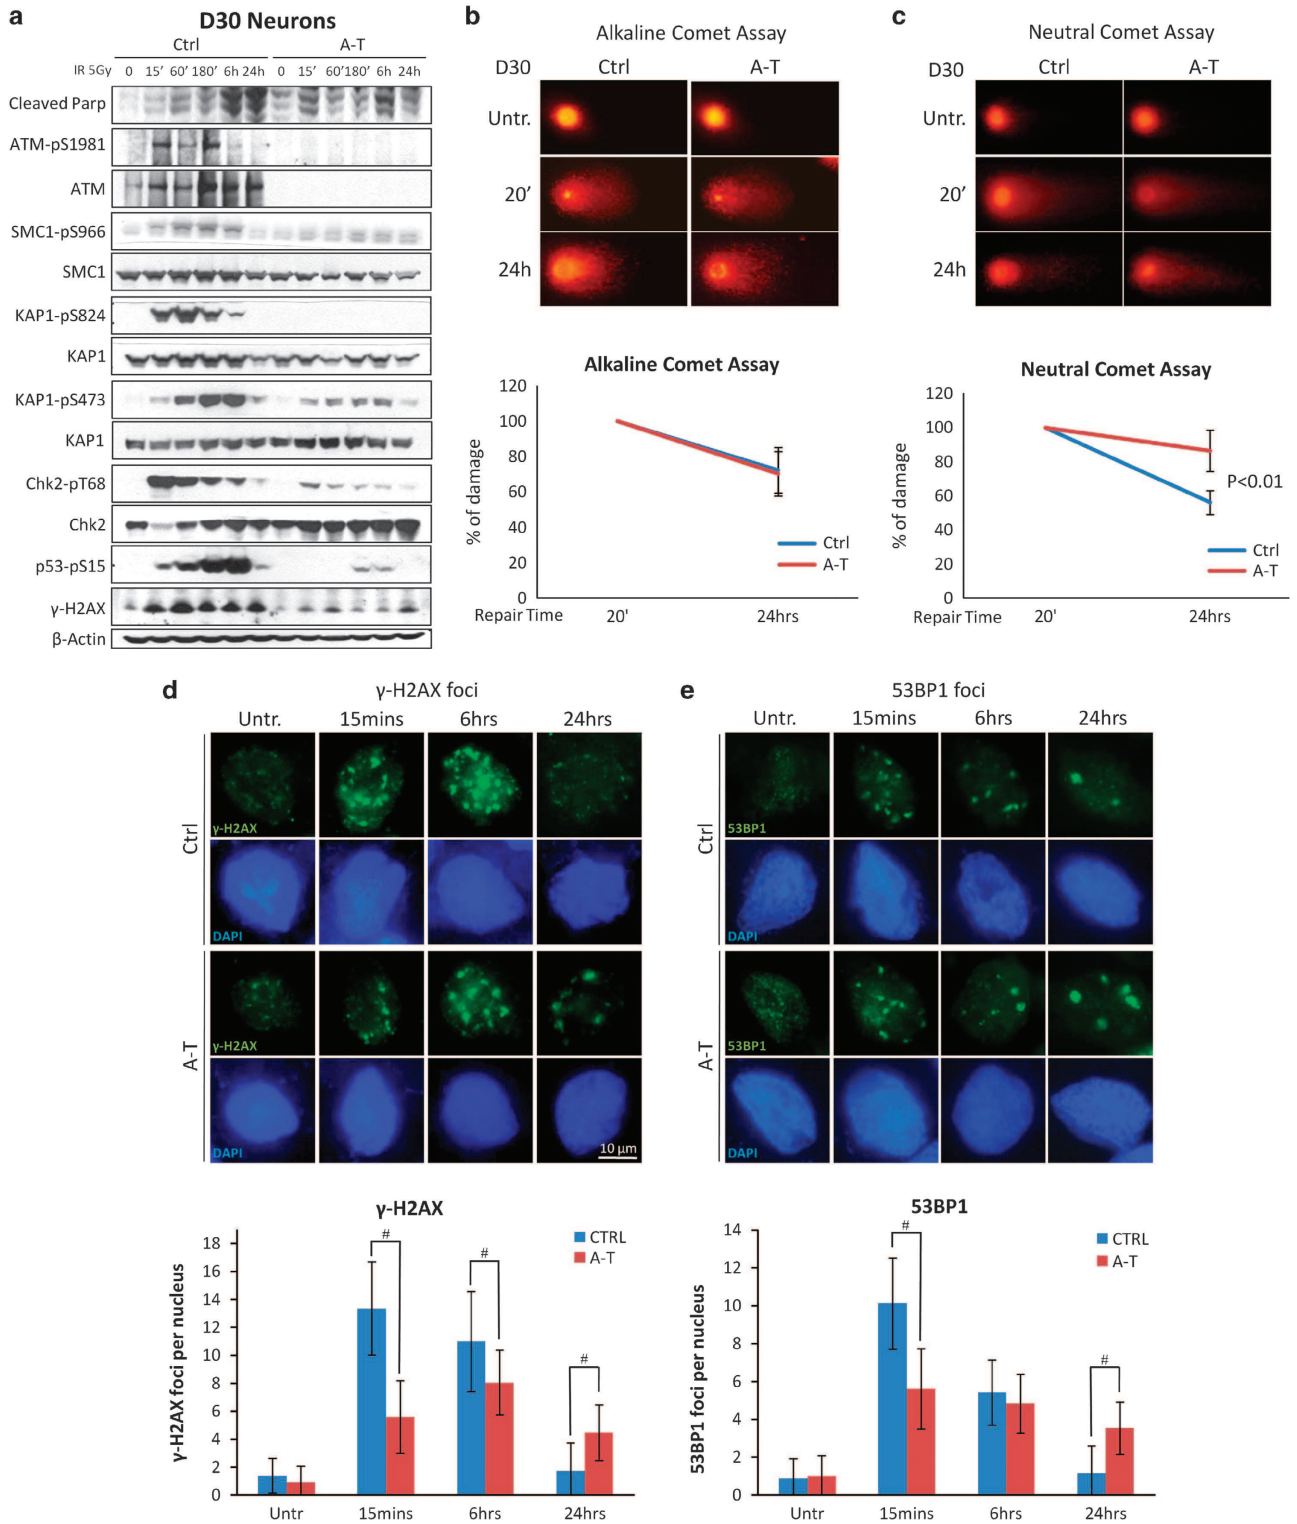 a
D30 Neurons
Ctrl A-T
IR 5Gy 0 15′ 60′ 180′ 6h 24h 0 15′ 60′ 180′ 6h 24h
Cleaved Parp
ATM-pS1981
ATM
SMC1-pS966
SMC1
KAP1-pS824
KAP1
KAP1-pS473
KAP1
Chk2-pT68
Chk2
p53-pS15
γ-H2AX
β-Actin
b
Alkaline Comet Assay
D30 Ctrl A-T
Untr.
20′
24h
Alkaline Comet Assay
% of damage
120
100
80
60
40
20
0
Ctrl
A-T
Repair Time 20' 24hrs
c
Neutral Comet Assay
D30 Ctrl A-T
Untr.
20′
24h
Neutral Comet Assay
% of damage
120
100
80
60
40
20
0
P<0.01
Ctrl
A-T
Repair Time 20' 24hrs
d
γ-H2AX foci
Untr. 15mins 6hrs 24hrs
Ctrl
γ-H2AX
DAPI
A-T
γ-H2AX
DAPI
10 μm
γ-H2AX
γ-H2AX foci per nucleus
18
16
14
12
10
8
6
4
2
0
# # #
CTRL
A-T
Untr 15mins 6hrs 24hrs
e
53BP1 foci
Untr. 15mins 6hrs 24hrs
Ctrl
53BP1
DAPI
A-T
53BP1
DAPI
53BP1
53BP1 foci per nucleus
14
12
10
8
6
4
2
0
# #
CTRL
A-T
Untr 15mins 6hrs 24hrs